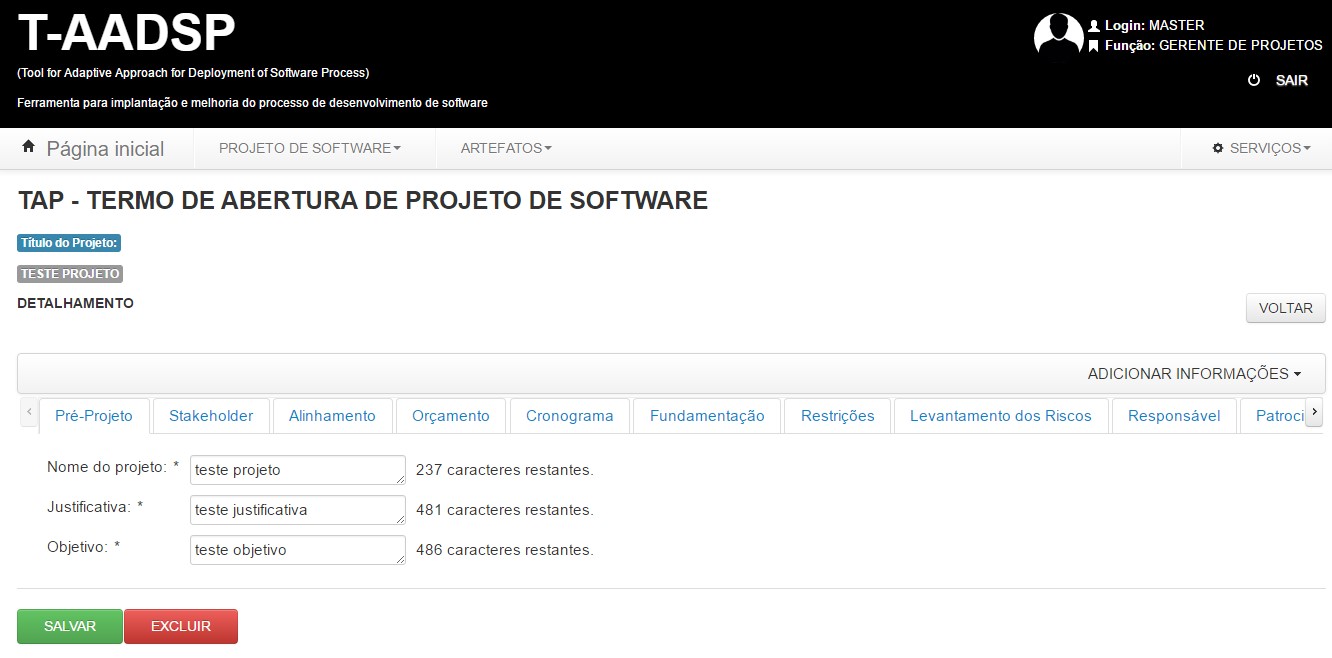 T-AADSP
(Tool for Adaptive Approach for Deployment of Software Process)
Ferramenta para implantação e melhoria do processo de desenvolvimento de software
Login: MASTER
Função: GERENTE DE PROJETOS
SAIR
Página inicial PROJETO DE SOFTWARE ARTEFATOS SERVIÇOS
TAP - TERMO DE ABERTURA DE PROJETO DE SOFTWARE
Título do Projeto:
TESTE PROJETO
DETALHAMENTO
VOLTAR
ADICIONAR INFORMAÇÕES
Pré-Projeto Stakeholder Alinhamento Orçamento Cronograma Fundamentação Restrições Levantamento dos Riscos Responsável Patroci
Nome do projeto: * teste projeto 237 caracteres restantes.
Justificativa: * teste justificativa 481 caracteres restantes.
Objetivo: * teste objetivo 486 caracteres restantes.
SALVAR EXCLUIR